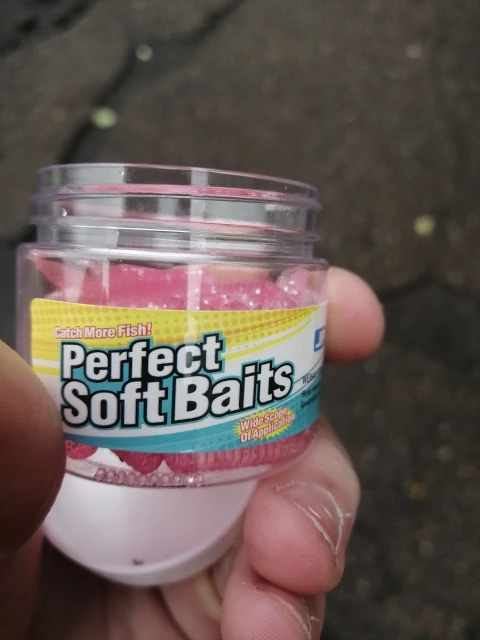 Catch More Fish!
Perfect
Soft Baits
Wide Scope
Of Application